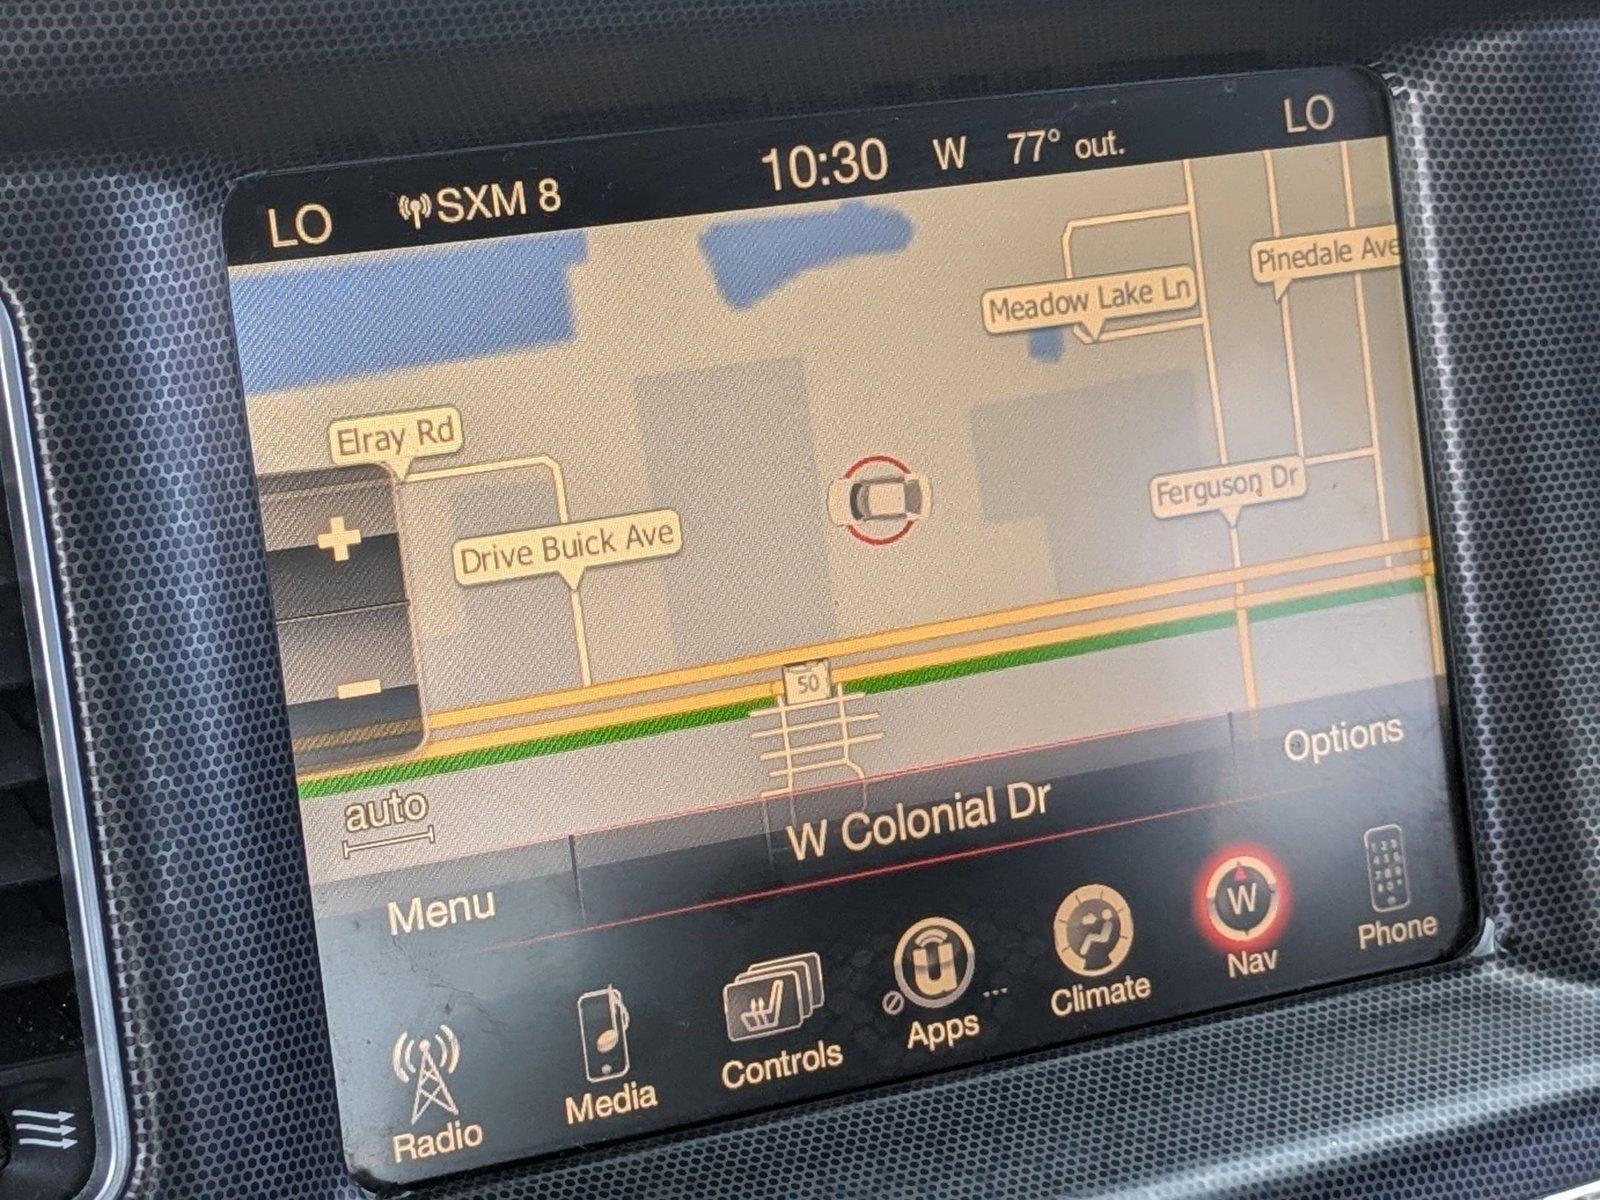 LO SXM 8 10:30 W 77° out. LO
Pinedale Ave
Meadow Lake Ln
Elray Rd
Ferguson Dr
Drive Buick Ave
+
50
-
auto
Options
W Colonial Dr
Menu
W
Radio Media Controls Apps ... Climate Nav Phone